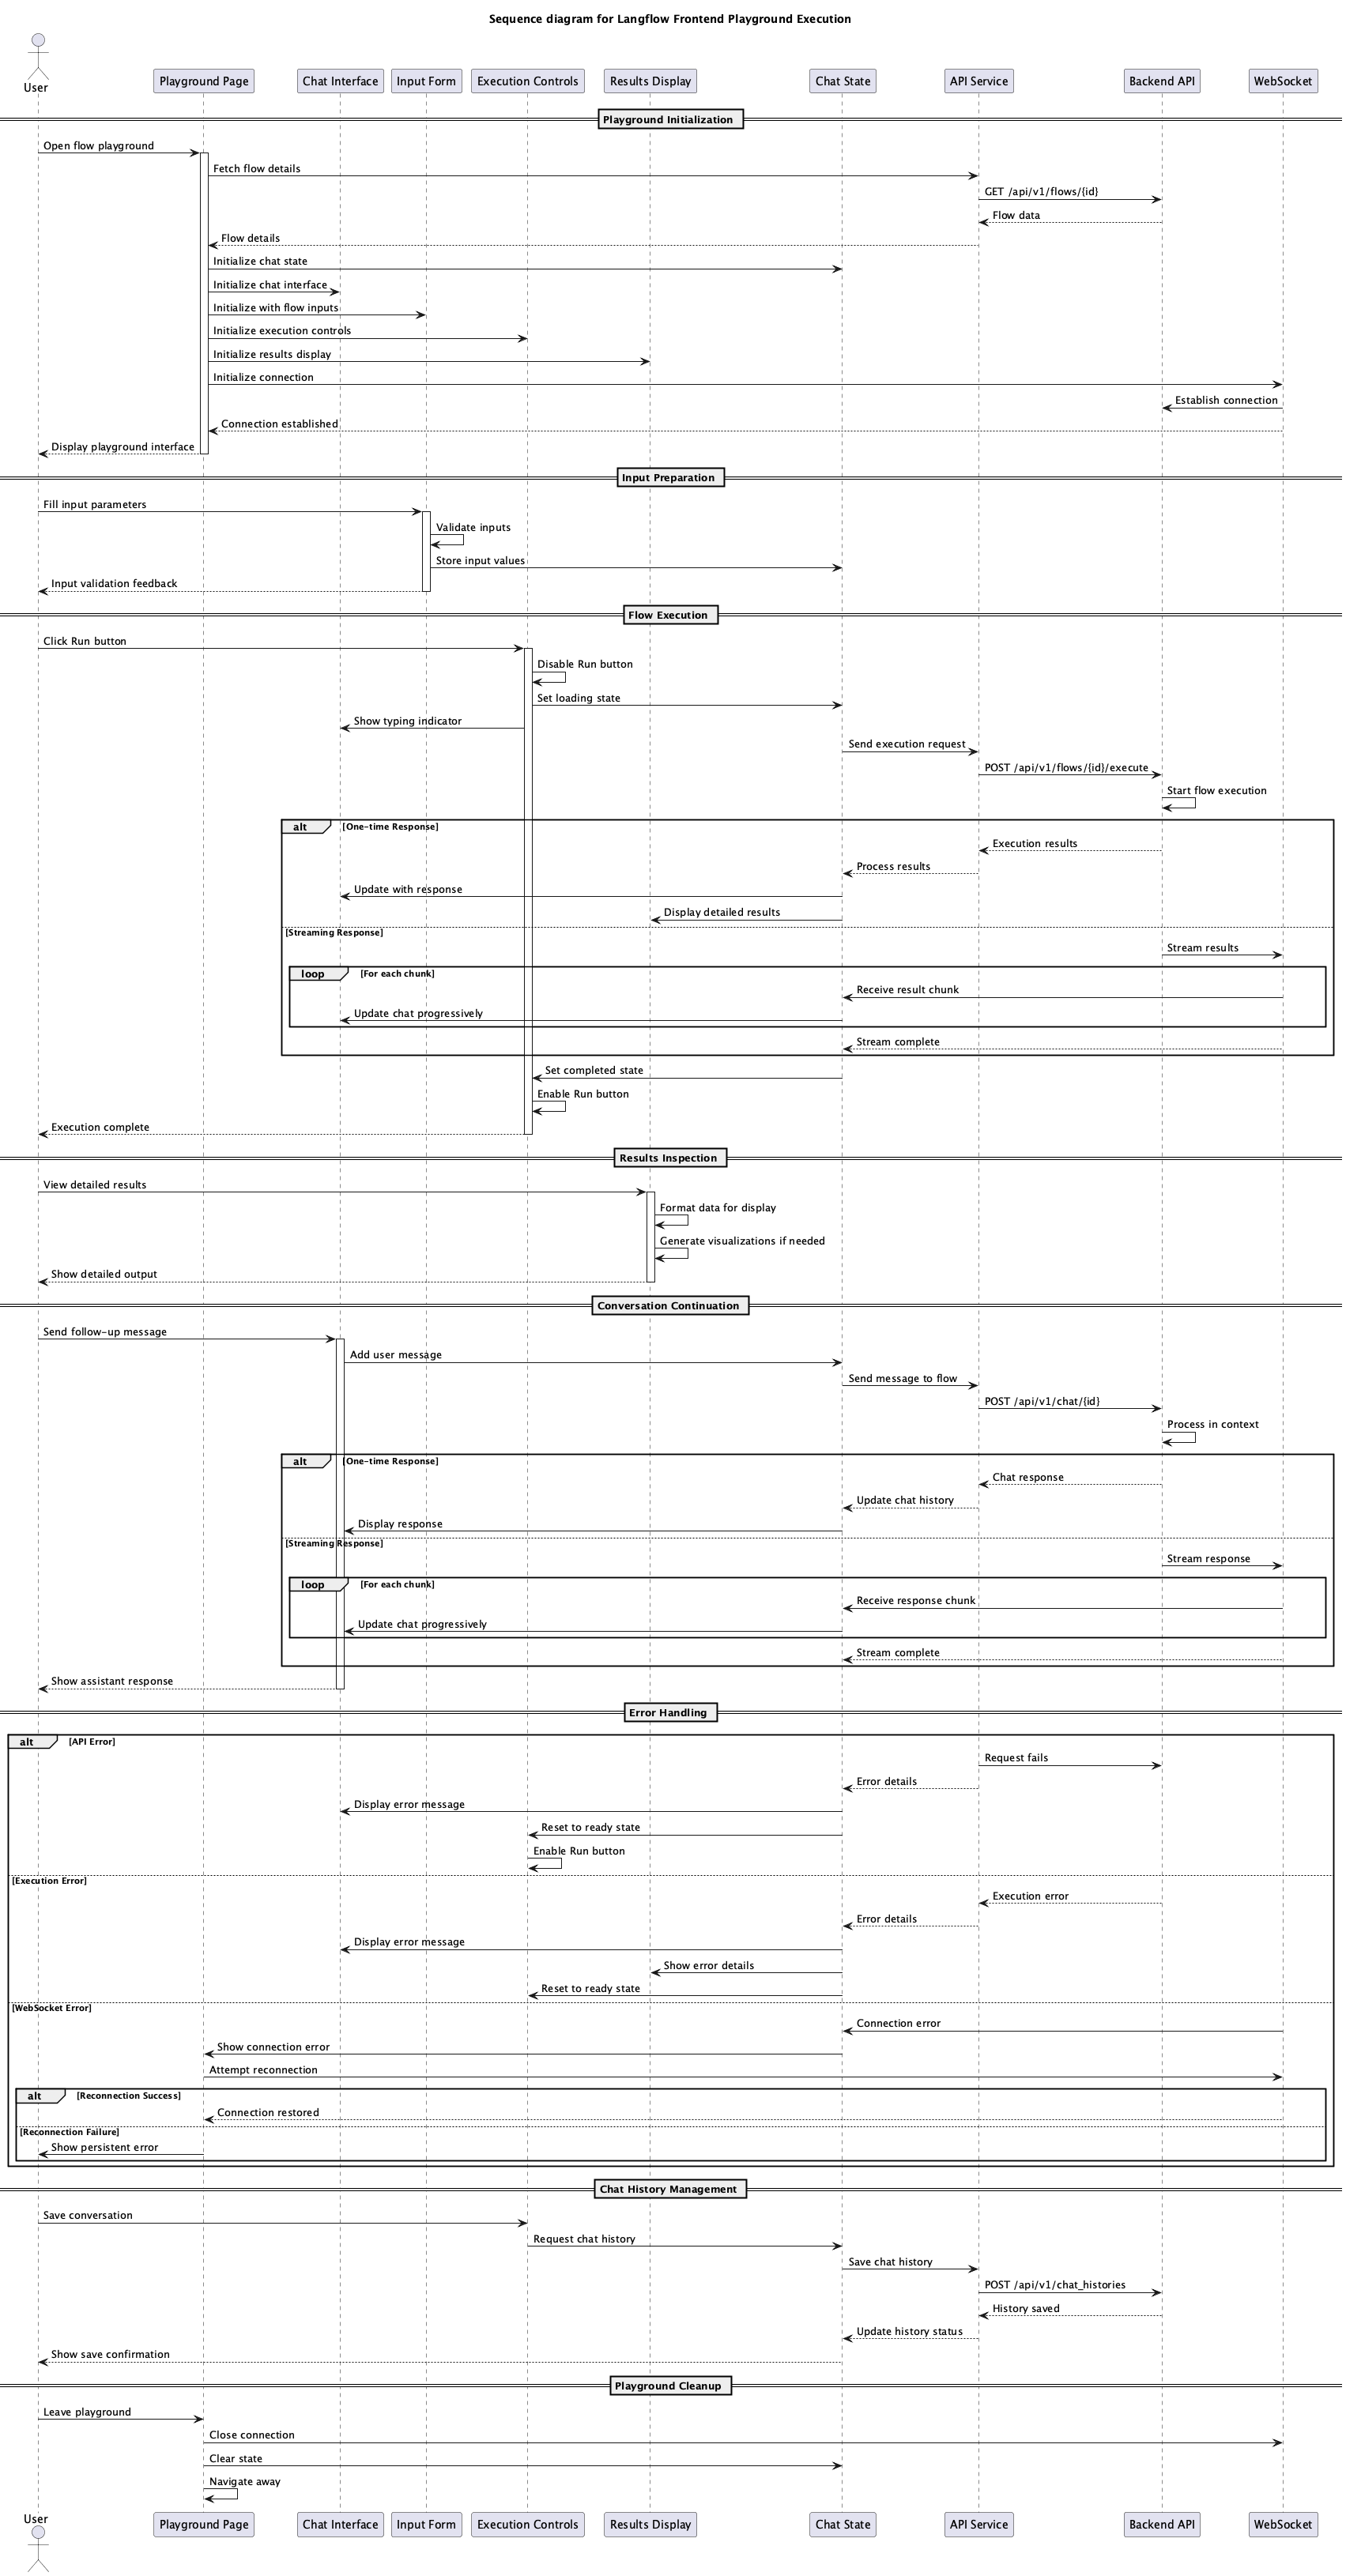 Sequence diagram for Langflow Frontend Playground Execution
User
Playground Page
Chat Interface
Input Form
Execution Controls
Results Display
Chat State
API Service
Backend API
WebSocket
Playground Initialization
Open flow playground
Fetch flow details
GET /api/v1/flows/{id}
Flow data
Flow details
Initialize chat state
Initialize chat interface
Initialize with flow inputs
Initialize execution controls
Initialize results display
Initialize connection
Establish connection
Connection established
Display playground interface
Input Preparation
Fill input parameters
Validate inputs
Store input values
Input validation feedback
Flow Execution
Click Run button
Disable Run button
Set loading state
Show typing indicator
Send execution request
POST /api/v1/flows/{id}/execute
Start flow execution
alt [One-time Response]
Execution results
Process results
Update with response
Display detailed results
[Streaming Response]
Stream results
loop [For each chunk]
Receive result chunk
Update chat progressively
Stream complete
Set completed state
Enable Run button
Execution complete
Results Inspection
View detailed results
Format data for display
Generate visualizations if needed
Show detailed output
Conversation Continuation
Send follow-up message
Add user message
Send message to flow
POST /api/v1/chat/{id}
Process in context
alt [One-time Response]
Chat response
Update chat history
Display response
[Streaming Response]
Stream response
loop [For each chunk]
Receive response chunk
Update chat progressively
Stream complete
Show assistant response
Error Handling
alt [API Error]
Request fails
Error details
Display error message
Reset to ready state
Enable Run button
[Execution Error]
Execution error
Error details
Display error message
Show error details
Reset to ready state
[WebSocket Error]
Connection error
Show connection error
Attempt reconnection
alt [Reconnection Success]
Connection restored
[Reconnection Failure]
Show persistent error
Chat History Management
Save conversation
Request chat history
Save chat history
POST /api/v1/chat_histories
History saved
Update history status
Show save confirmation
Playground Cleanup
Leave playground
Close connection
Clear state
Navigate away
User
Playground Page
Chat Interface
Input Form
Execution Controls
Results Display
Chat State
API Service
Backend API
WebSocket